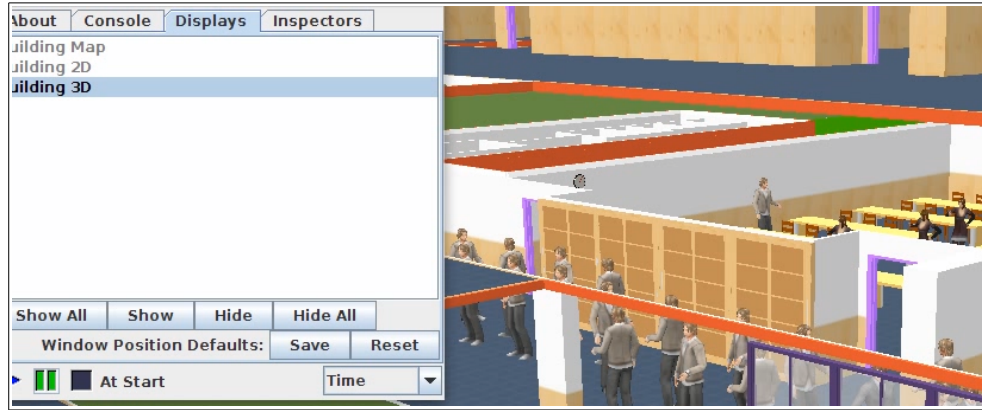 About Console Displays Inspectors
uilding Map
uilding 2D
uilding 3D
Show All Show Hide Hide All
Window Position Defaults: Save Reset
At Start Time